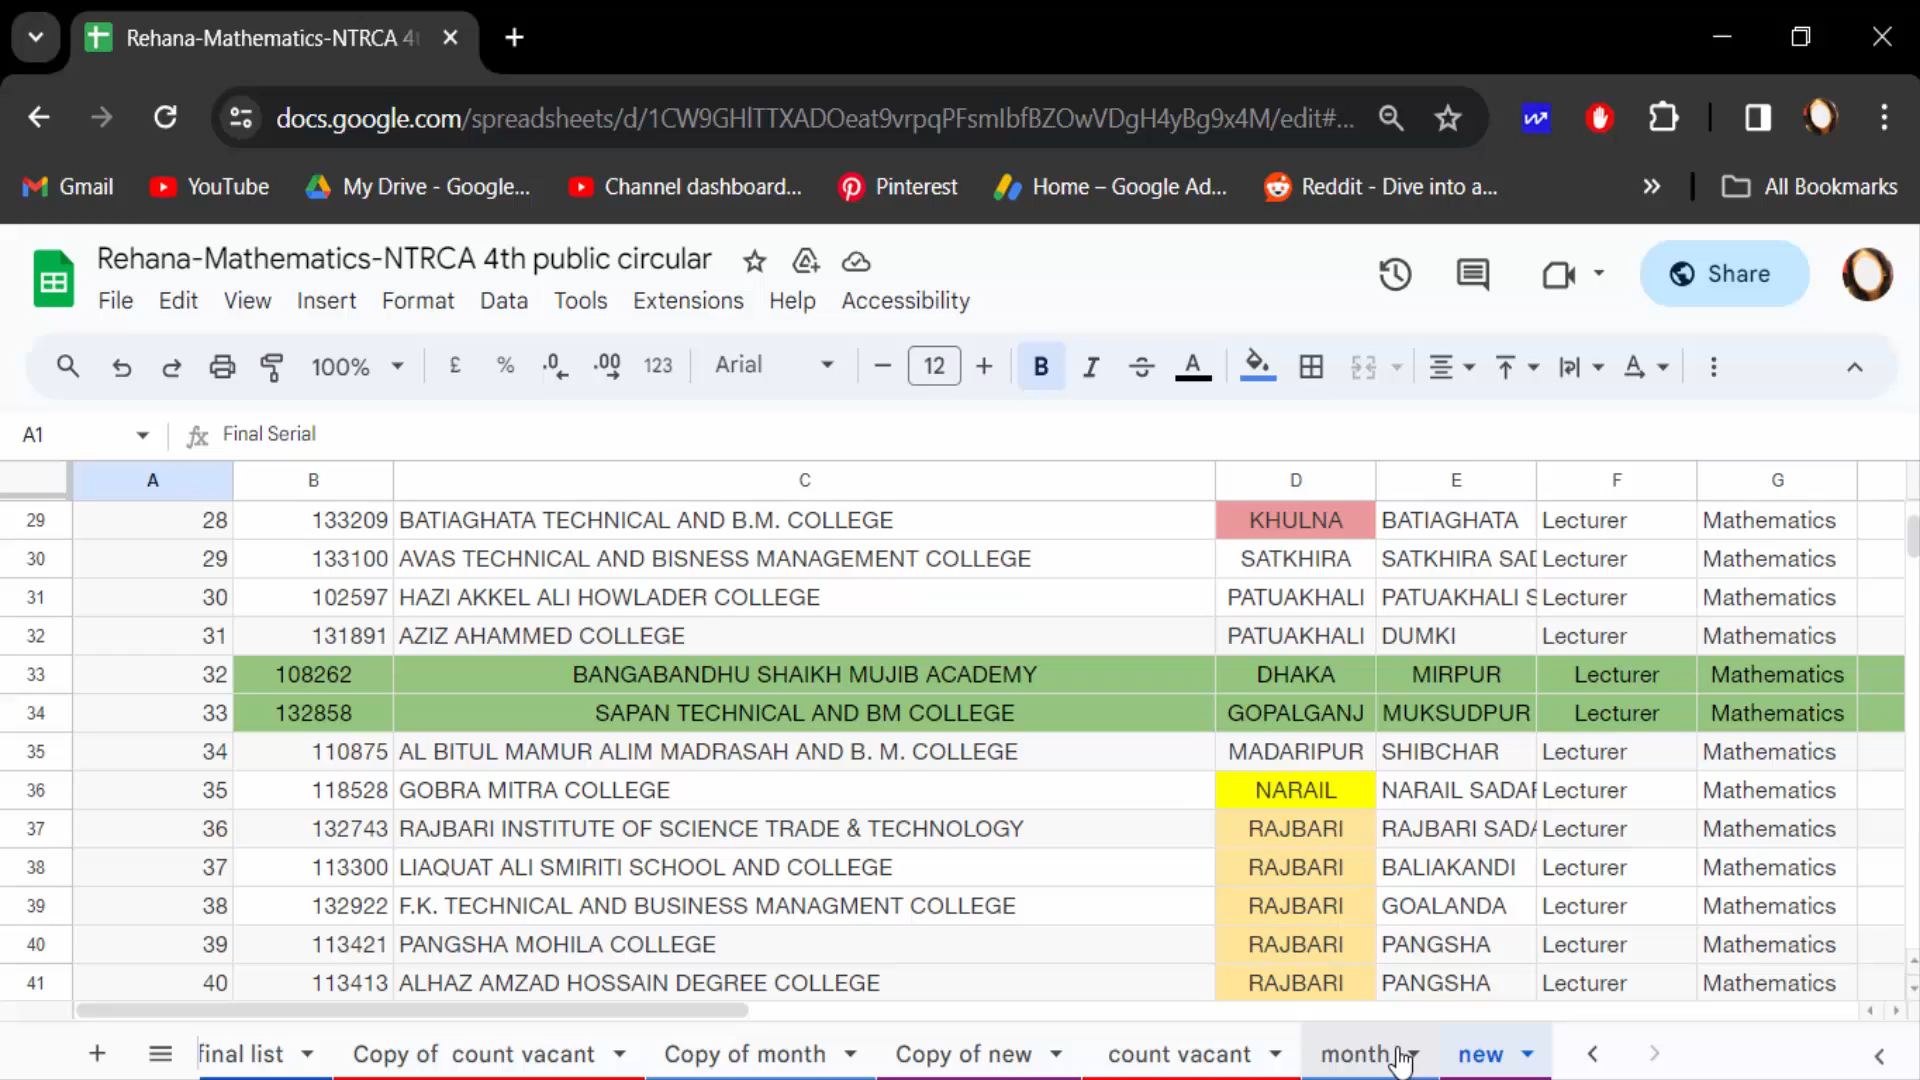 Rehana-Mathematics-NTRCA 4
docs.google.com/spreadsheets/d/1CW9GHlTTXADOeat9vrpqPFsmIbfBZOwVDgH4yBg9x4M/edit#...
Gmail YouTube My Drive - Google... Channel dashboard... Pinterest Home – Google Ad... Reddit - Dive into a... » All Bookmarks
Rehana-Mathematics-NTRCA 4th public circular
Share
File Edit View Insert Format Data Tools Extensions Help Accessibility
100% £ % .0 .00 123 Arial 12 B I A
A1 fx Final Serial
A B C D E F G
29 28 133209 BATIAGHATA TECHNICAL AND B.M. COLLEGE KHULNA BATIAGHATA Lecturer Mathematics
30 29 133100 AVAS TECHNICAL AND BISNESS MANAGEMENT COLLEGE SATKHIRA SATKHIRA SAD Lecturer Mathematics
31 30 102597 HAZI AKKEL ALI HOWLADER COLLEGE PATUAKHALI PATUAKHALI S Lecturer Mathematics
32 31 131891 AZIZ AHAMMED COLLEGE PATUAKHALI DUMKI Lecturer Mathematics
33 32 108262 BANGABANDHU SHAIKH MUJIB ACADEMY DHAKA MIRPUR Lecturer Mathematics
34 33 132858 SAPAN TECHNICAL AND BM COLLEGE GOPALGANJ MUKSUDPUR Lecturer Mathematics
35 34 110875 AL BITUL MAMUR ALIM MADRASAH AND B. M. COLLEGE MADARIPUR SHIBCHAR Lecturer Mathematics
36 35 118528 GOBRA MITRA COLLEGE NARAIL NARAIL SADAR Lecturer Mathematics
37 36 132743 RAJBARI INSTITUTE OF SCIENCE TRADE & TECHNOLOGY RAJBARI RAJBARI SADA Lecturer Mathematics
38 37 113300 LIAQUAT ALI SMIRITI SCHOOL AND COLLEGE RAJBARI BALIAKANDI Lecturer Mathematics
39 38 132922 F.K. TECHNICAL AND BUSINESS MANAGMENT COLLEGE RAJBARI GOALANDA Lecturer Mathematics
40 39 113421 PANGSHA MOHILA COLLEGE RAJBARI PANGSHA Lecturer Mathematics
41 40 113413 ALHAZ AMZAD HOSSAIN DEGREE COLLEGE RAJBARI PANGSHA Lecturer Mathematics
final list Copy of count vacant Copy of month Copy of new count vacant month new